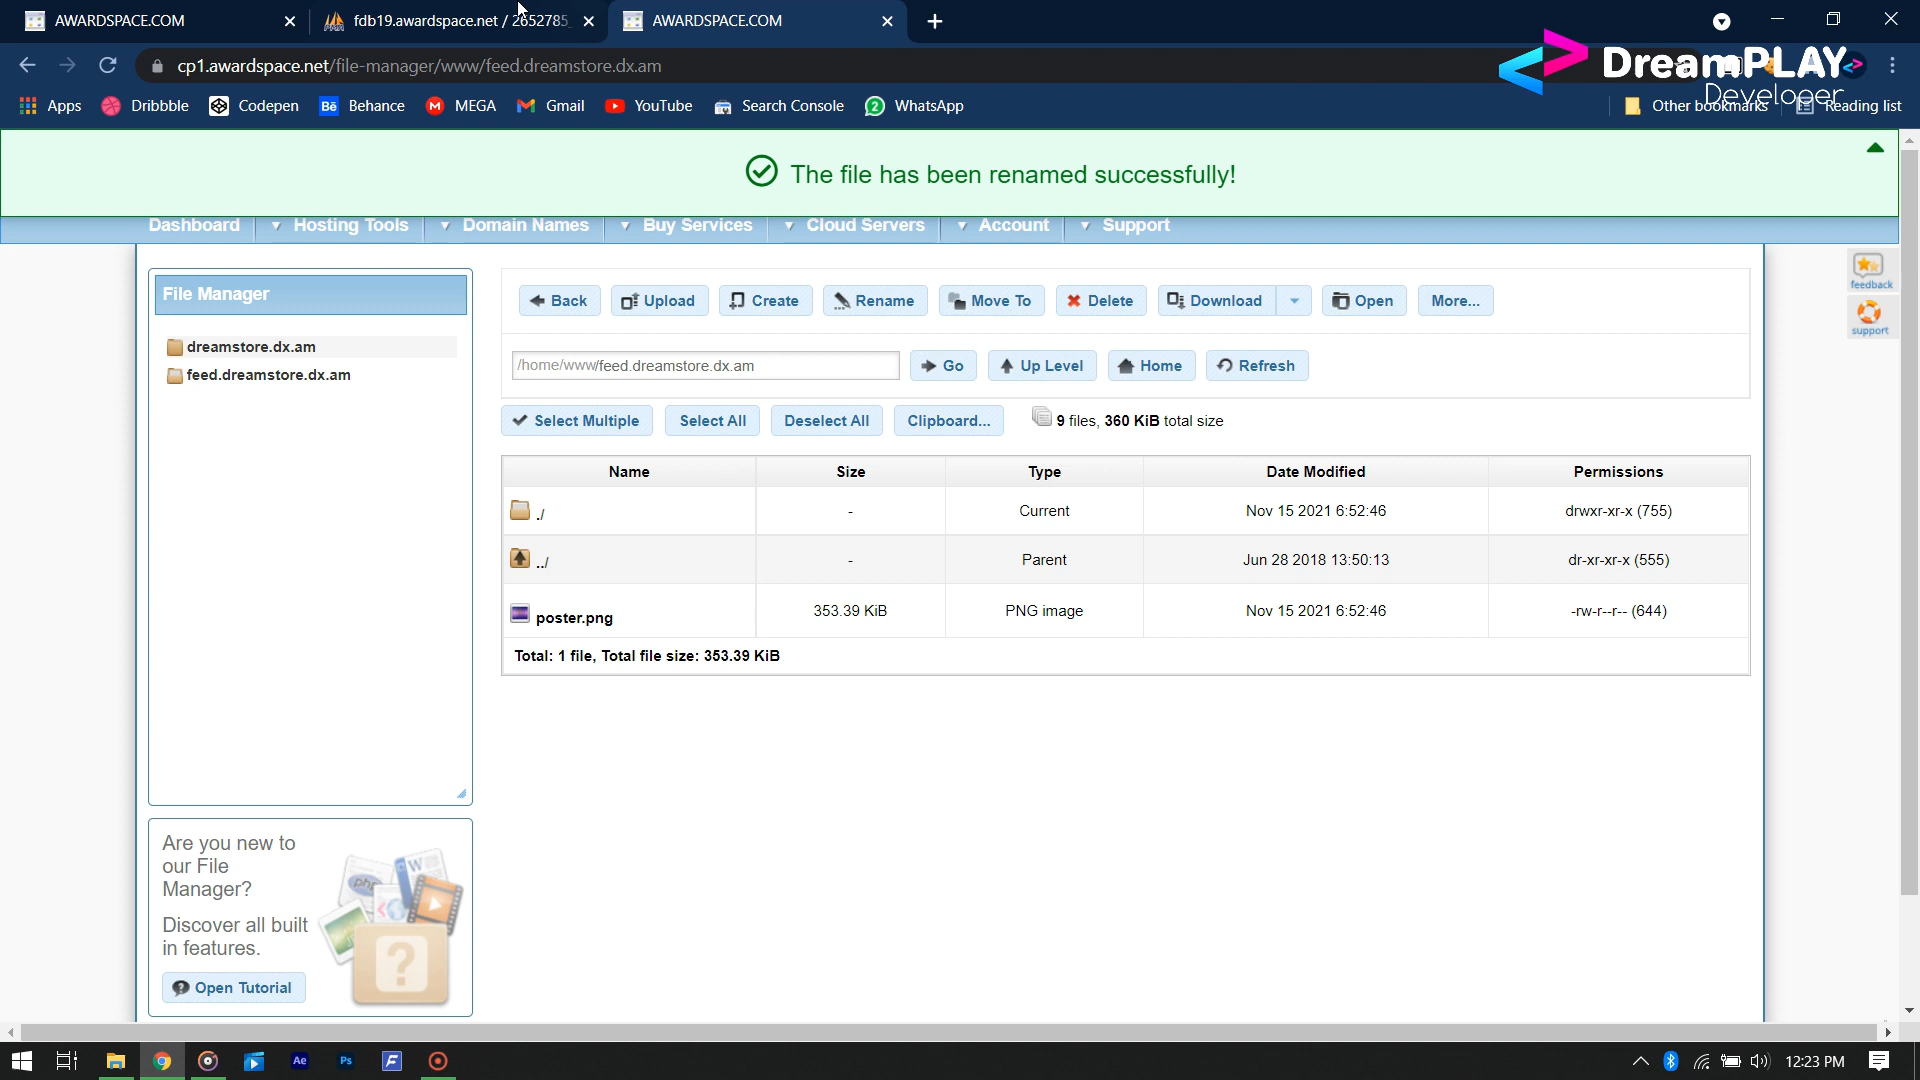 AWARDSPACE.COM
fdb19.awardspace.net / 2652785_
AWARDSPACE.COM
cp1.awardspace.net/file-manager/www/feed.dreamstore.dx.am
DreamPLAY
Developer
Apps
Dribbble
Codepen
Bē Behance
MEGA
Gmail
YouTube
Search Console
2 WhatsApp
Other bookmarks
Reading list
The file has been renamed successfully!
Dashboard
Hosting Tools
Domain Names
Buy Services
Cloud Servers
Account
Support
feedback
support
File Manager
dreamstore.dx.am
feed.dreamstore.dx.am
Back
Upload
Create
Rename
Move To
Delete
Download
Open
More...
/home/www/feed.dreamstore.dx.am
Go
Up Level
Home
Refresh
Select Multiple
Select All
Deselect All
Clipboard...
9 files, 360 KiB total size
Name Size Type Date Modified Permissions
./ - Current Nov 15 2021 6:52:46 drwxr-xr-x (755)
../ - Parent Jun 28 2018 13:50:13 dr-xr-xr-x (555)
poster.png 353.39 KiB PNG image Nov 15 2021 6:52:46 -rw-r--r-- (644)
Total: 1 file, Total file size: 353.39 KiB
Are you new to
our File
Manager?
Discover all built
in features.
Open Tutorial
php
W
?
Ae
Ps
12:23 PM